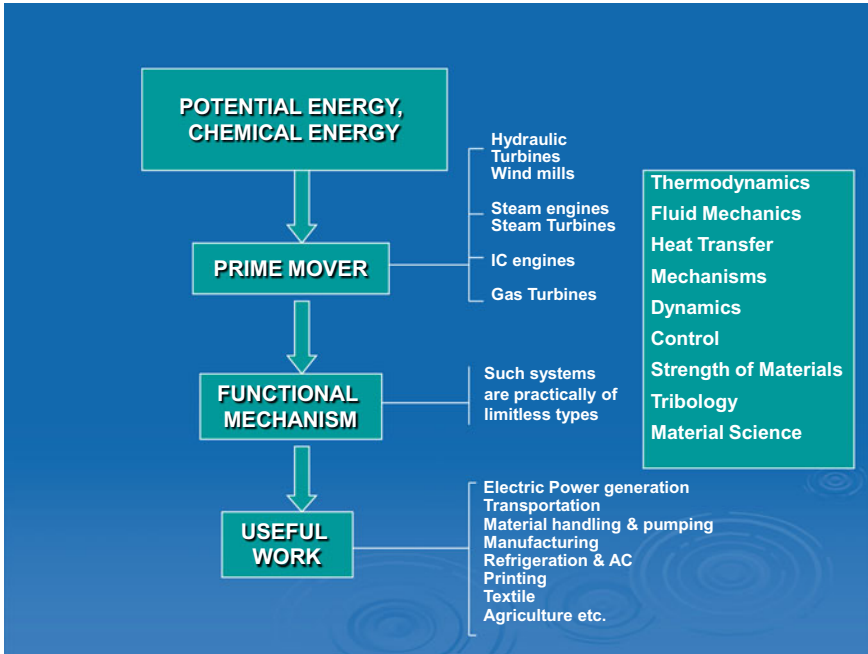 POTENTIAL ENERGY,
CHEMICAL ENERGY
PRIME MOVER
Hydraulic
Turbines
Wind mills
Steam engines
Steam Turbines
IC engines
Gas Turbines
FUNCTIONAL
MECHANISM
Such systems
are practically of
limitless types
USEFUL
WORK
Electric Power generation
Transportation
Material handling & pumping
Manufacturing
Refrigeration & AC
Printing
Textile
Agriculture etc.
Thermodynamics
Fluid Mechanics
Heat Transfer
Mechanisms
Dynamics
Control
Strength of Materials
Tribology
Material Science